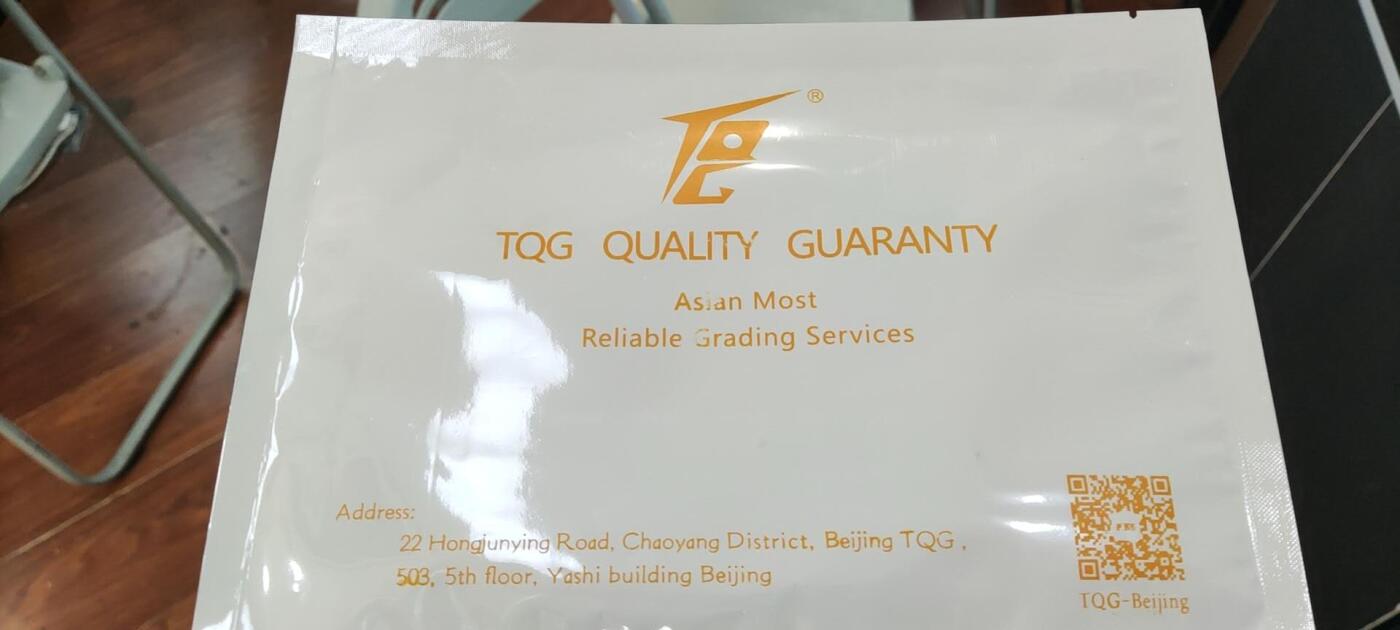 TQG ®
TQG QUALITY GUARANTY
Asian Most
Reliable Grading Services
Address:
22 Hongjunying Road, Chaoyang District, Beijing TQG ,
503, 5th floor, Yashi building Beijing
TQG-Beijing